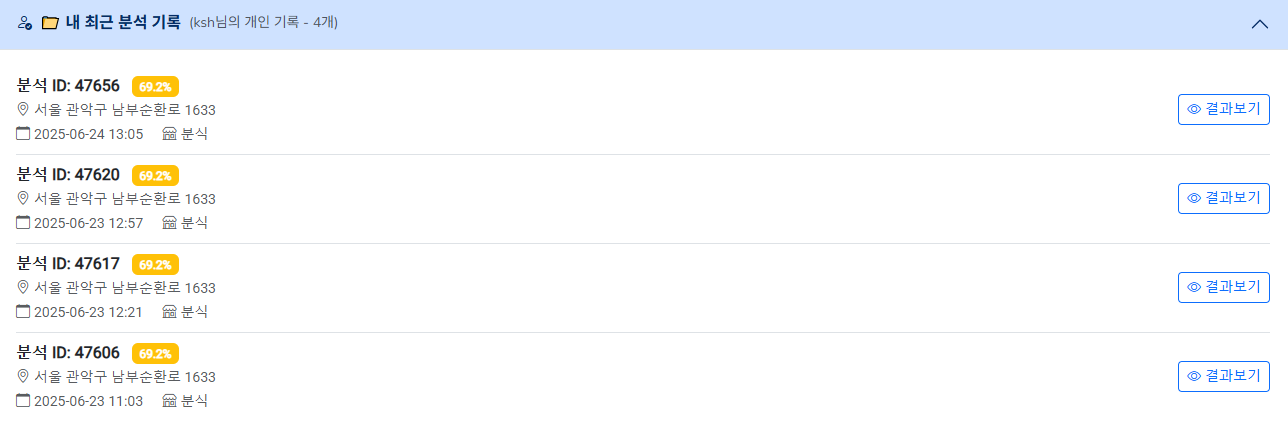 내 최근 분석 기록 (ksh님의 개인 기록 - 4개)
분석 ID: 47656 69.2%
서울 관악구 남부순환로 1633
결과보기
2025-06-24 13:05 분식
분석 ID: 47620 69.2%
서울 관악구 남부순환로 1633
결과보기
2025-06-23 12:57 분식
분석 ID: 47617 69.2%
서울 관악구 남부순환로 1633
결과보기
2025-06-23 12:21 분식
분석 ID: 47606 69.2%
서울 관악구 남부순환로 1633
결과보기
2025-06-23 11:03 분식